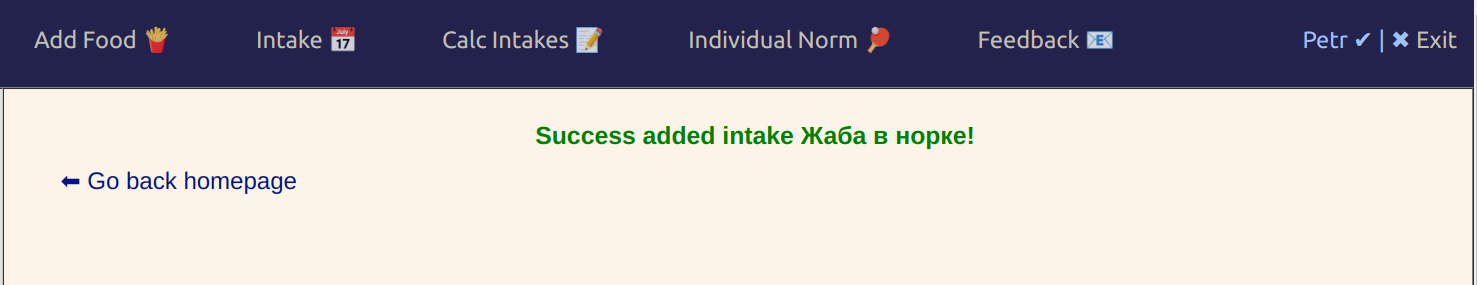 Add Food 🍟 Intake 📅 Calc Intakes 📝 Individual Norm 🏓 Feedback 📧 Petr ✔ | ✖ Exit
Success added intake Жаба в норке!
⬅ Go back homepage